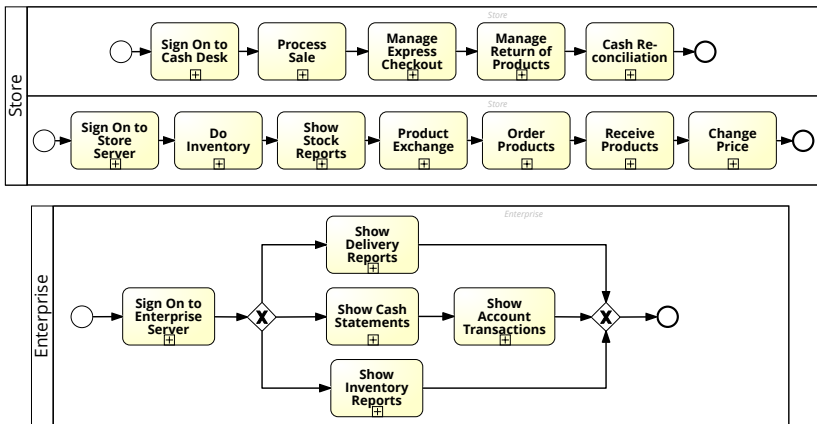 Store
Store
Sign On to
Cash Desk
Process
Sale
Manage
Express
Checkout
Manage
Return of
Products
Cash Re-
conciliation
Store
Sign On to
Store
Server
Do
Inventory
Show
Stock
Reports
Product
Exchange
Order
Products
Receive
Products
Change
Price
Enterprise
Enterprise
Show
Delivery
Reports
Sign On to
Enterprise
Server
X
Show Cash
Statements
Show
Account
Transactions
X
Show
Inventory
Reports